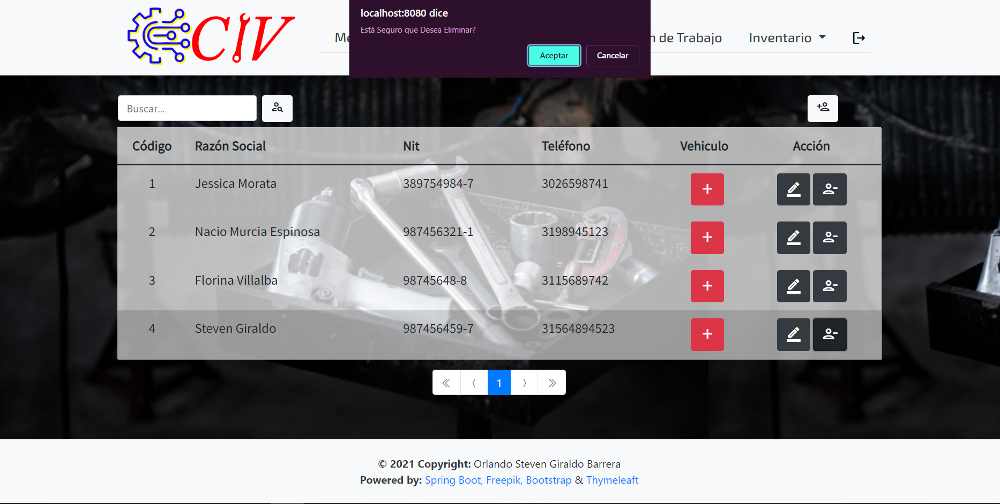 CIV
localhost:8080 dice
Está Seguro que Desea Eliminar?
Aceptar Cancelar
de Trabajo Inventario
Buscar...
Código Razón Social Nit Teléfono Vehiculo Acción
1 Jessica Morata 389754984-7 3026598741 +
2 Nacio Murcia Espinosa 987456321-1 3198945123 +
3 Florina Villalba 98745648-8 3115689742 +
4 Steven Giraldo 987456459-7 31564894523 +
« ‹ 1 › »
© 2021 Copyright: Orlando Steven Giraldo Barrera
Powered by: Spring Boot, Freepik, Bootstrap & Thymeleaft